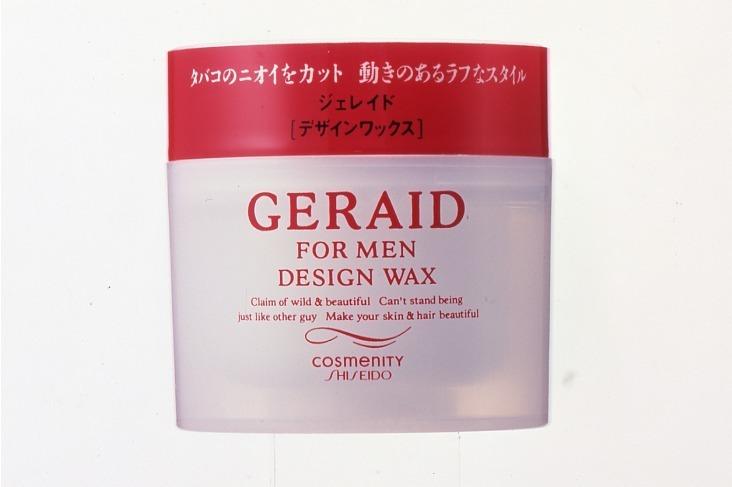 タバコのニオイをカット 動きのあるラフなスタイル
ジェレイド
[デザインワックス]
GERAID
FOR MEN
DESIGN WAX
Claim of wild & beautiful Can't stand being
just like other guy Make your skin & hair beautiful
cosmenity
SHISEIDO